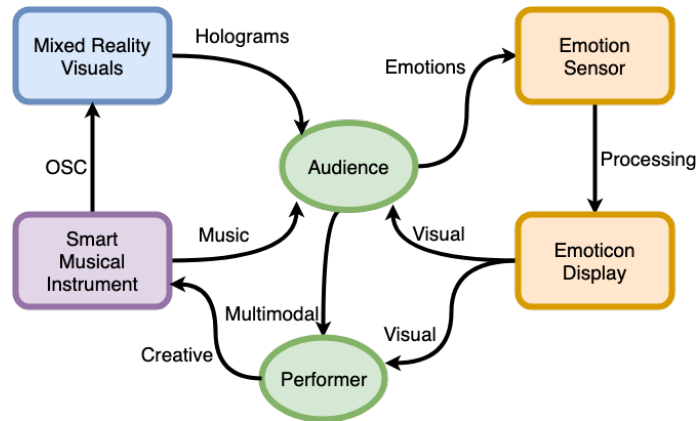 Mixed Reality
Visuals
Holograms
Emotions
Emotion
Sensor
OSC
Audience
Processing
Smart
Musical
Instrument
Music
Visual
Emoticon
Display
Multimodal
Visual
Creative
Performer